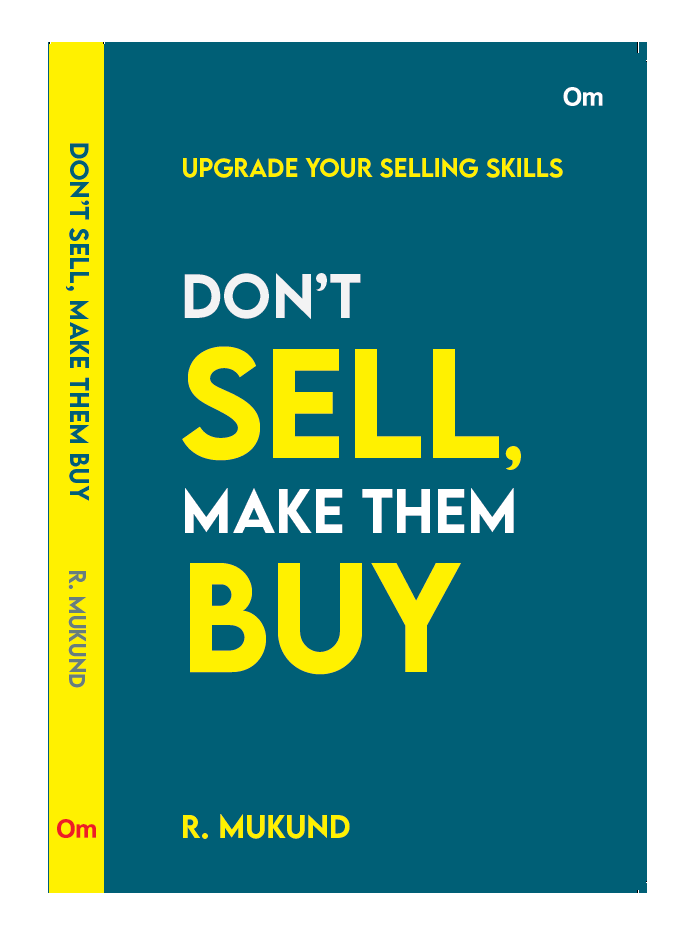 Om
UPGRADE YOUR SELLING SKILLS
DON’T
SELL,
MAKE THEM
BUY
R. MUKUND
DON’T SELL, MAKE THEM BUY
R. MUKUND
Om